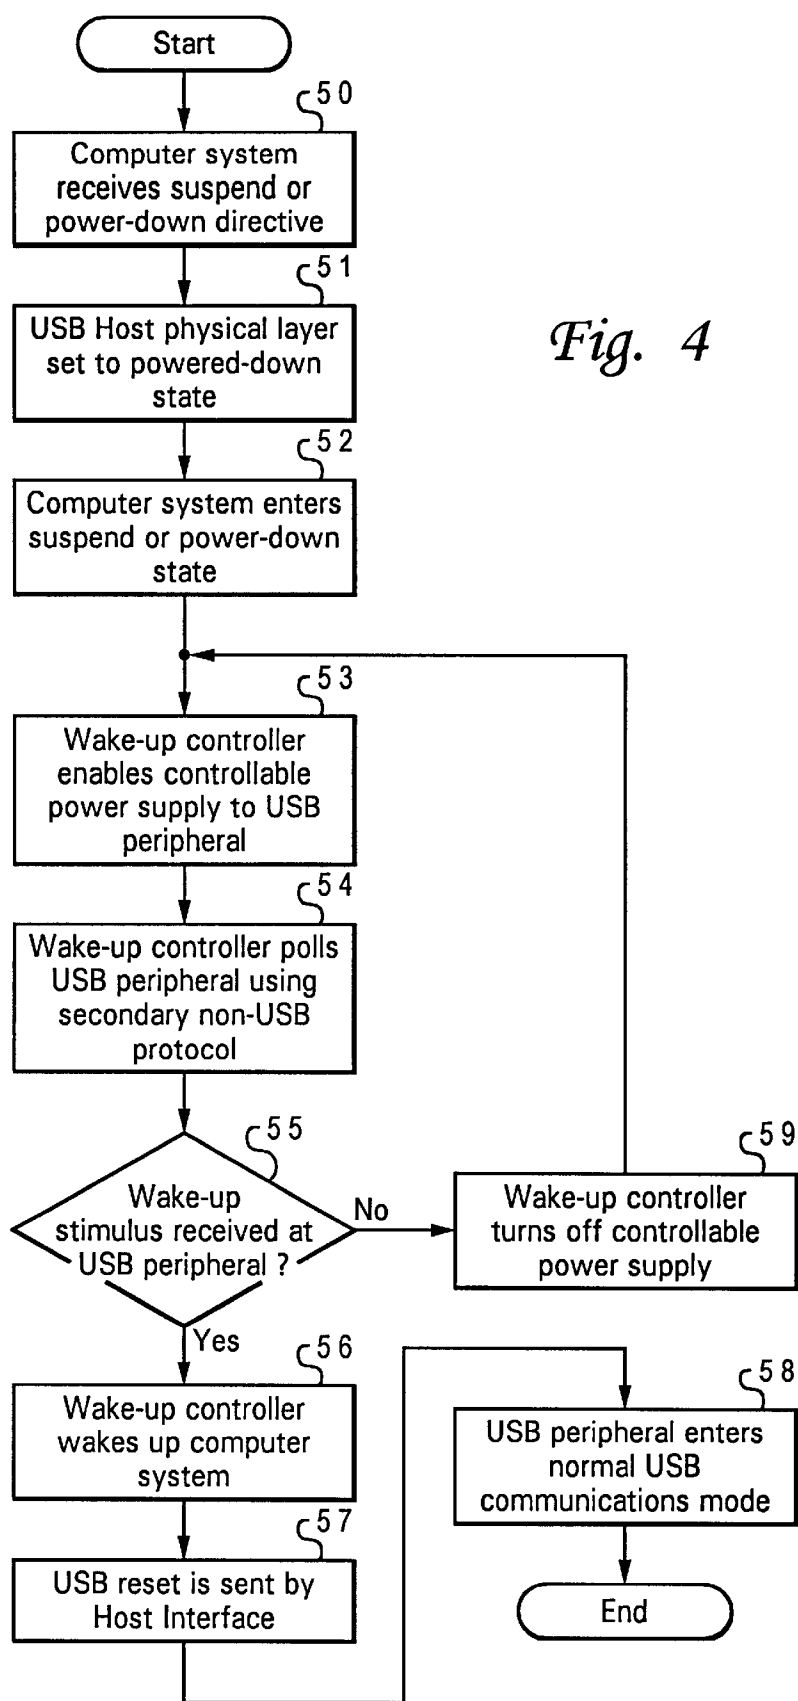 Start
50
Computer system
receives suspend or
power-down directive
51
USB Host physical layer
set to powered-down
state
Fig. 4
52
Computer system enters
suspend or power-down
state
53
Wake-up controller
enables controllable
power supply to USB
peripheral
54
Wake-up controller polls
USB peripheral using
secondary non-USB
protocol
55
Wake-up
stimulus received at
USB peripheral ?
No
59
Wake-up controller
turns off controllable
power supply
Yes
56
Wake-up controller
wakes up computer
system
57
USB reset is sent by
Host Interface
58
USB peripheral enters
normal USB
communications mode
End